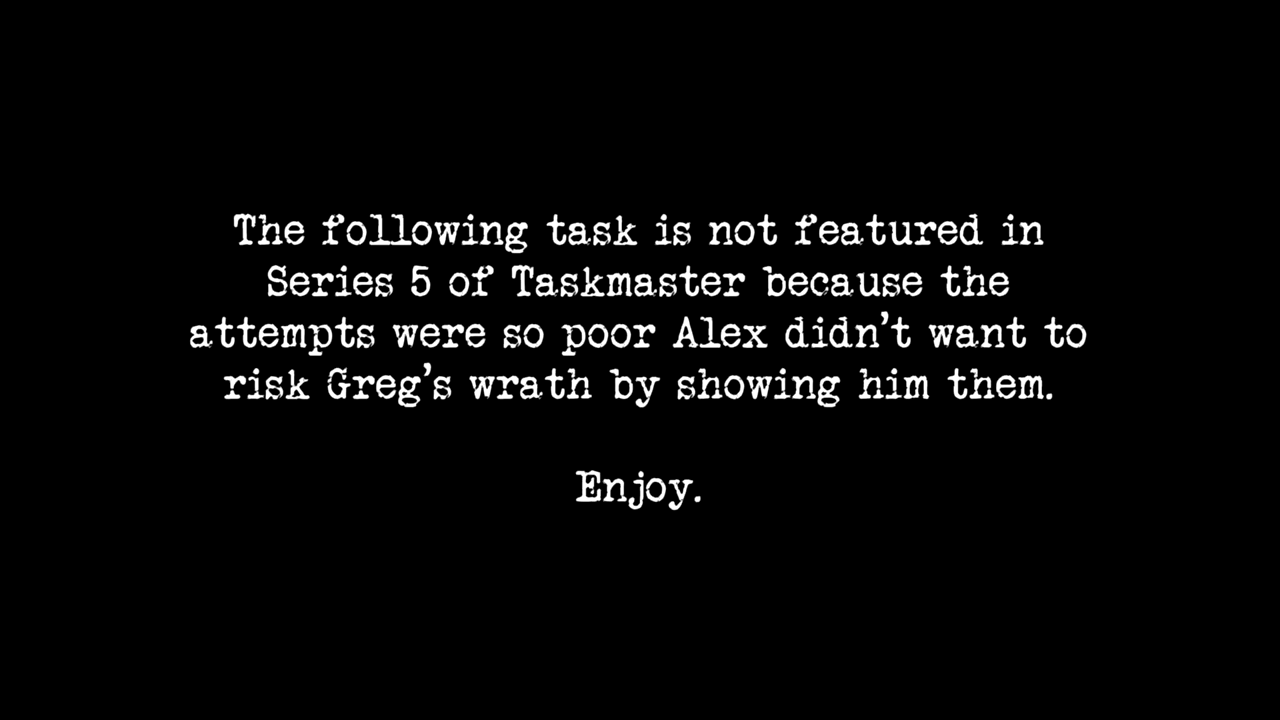 The following task is not featured in
Series 5 of Taskmaster because the
attempts were so poor Alex didn't want to
risk Greg's wrath by showing him them.
Enjoy.